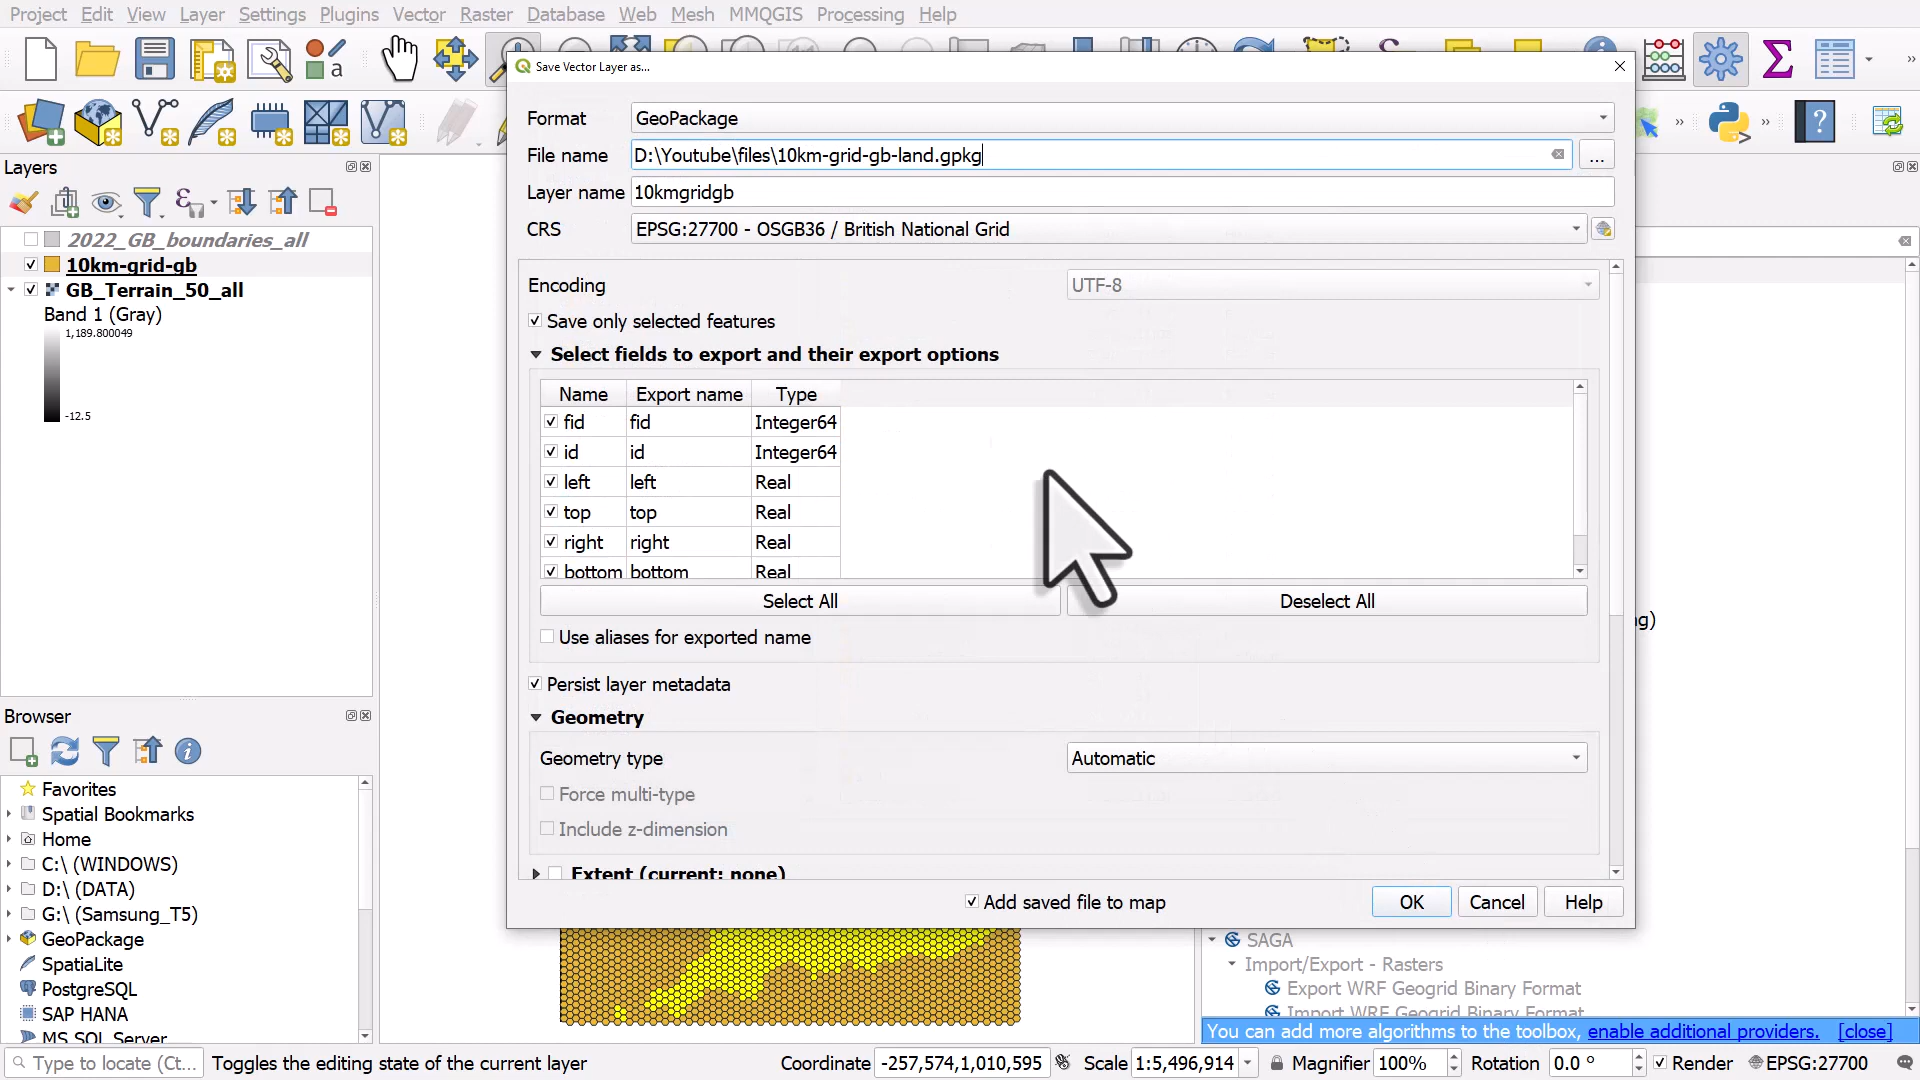 Project Edit View Layer Settings Plugins Vector Raster Database Web Mesh MMQGIS Processing Help
Save Vector Layer as...
Format GeoPackage
File name D:\Youtube\files\10km-grid-gb-land.gpkg ...
Layer name 10kmgridgb
CRS EPSG:27700 - OSGB36 / British National Grid
Encoding UTF-8
Save only selected features
Select fields to export and their export options
Name Export name Type
fid fid Integer64
id id Integer64
left left Real
top top Real
right right Real
bottom bottom Real
Select All Deselect All
Use aliases for exported name
Persist layer metadata
Geometry
Geometry type Automatic
Force multi-type
Include z-dimension
Extent (current: none)
Add saved file to map OK Cancel Help
Layers
2022_GB_boundaries_all
10km-grid-gb
GB_Terrain_50_all
Band 1 (Gray)
1,189.800049
-12.5
Browser
Favorites
Spatial Bookmarks
Home
C:\ (WINDOWS)
D:\ (DATA)
G:\ (Samsung_T5)
GeoPackage
SpatiaLite
PostgreSQL
SAP HANA
MS SQL Server
SAGA
Import/Export - Rasters
Export WRF Geogrid Binary Format
Import WRF Geogrid Binary Format
You can add more algorithms to the toolbox, enable additional providers. [close]
Type to locate (Ct... Toggles the editing state of the current layer Coordinate -257,574,1,010,595 Scale 1:5,496,914 Magnifier 100% Rotation 0.0 ° Render EPSG:27700